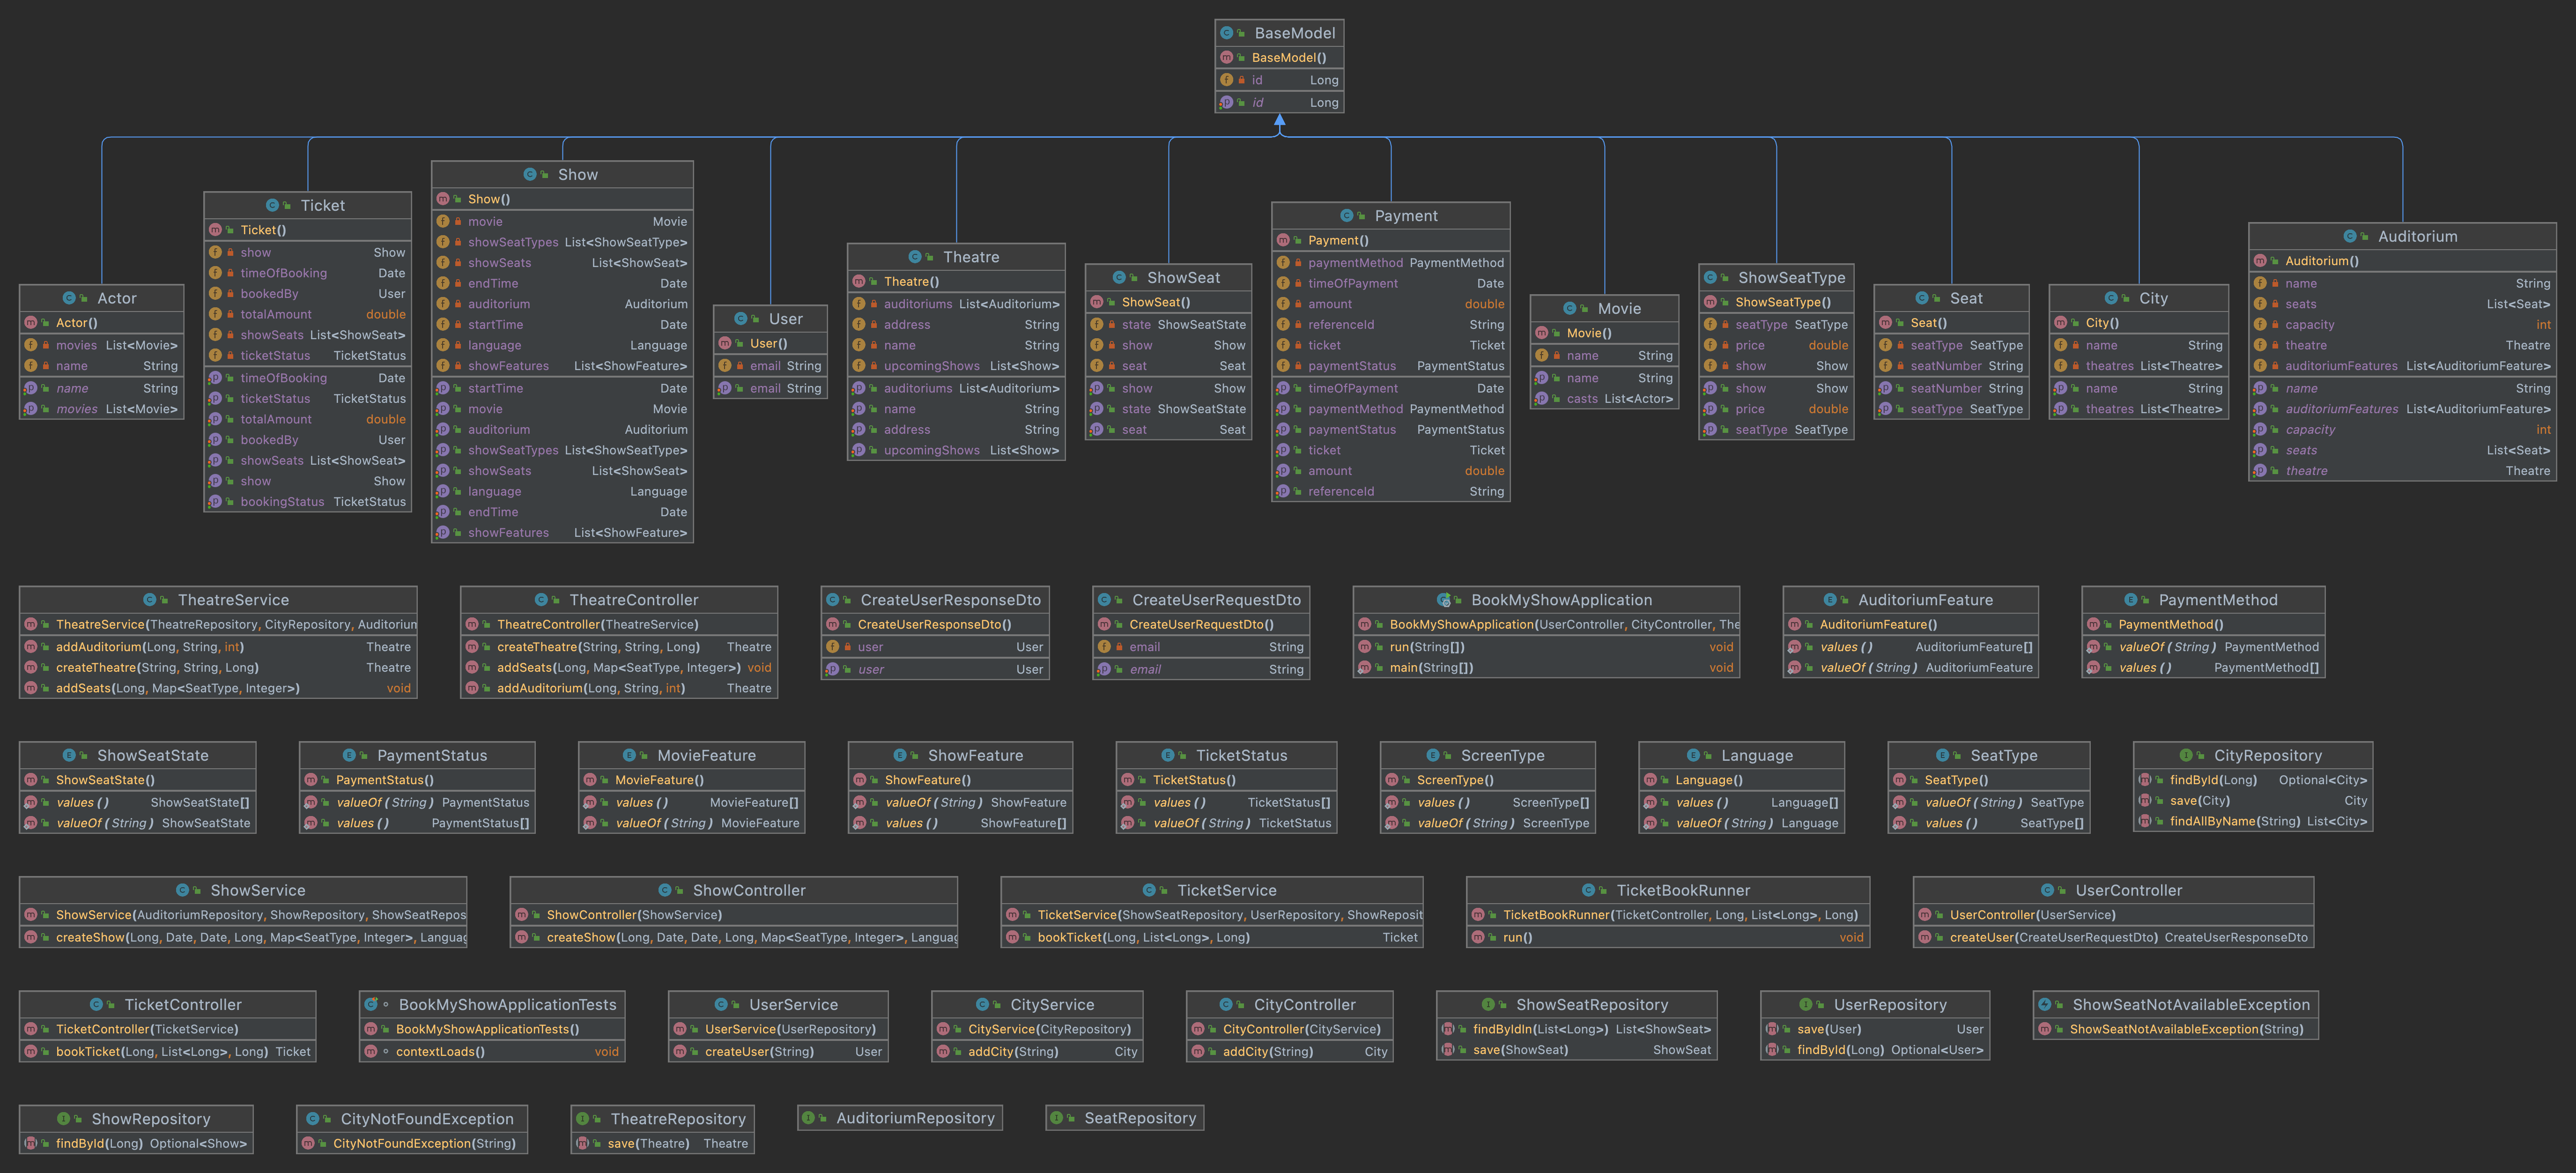 BaseModel
BaseModel()
id Long
id Long
Actor
Actor()
movies List<Movie>
name String
name String
movies List<Movie>
Ticket
Ticket()
show Show
timeOfBooking Date
bookedBy User
totalAmount double
showSeats List<ShowSeat>
ticketStatus TicketStatus
timeOfBooking Date
ticketStatus TicketStatus
totalAmount double
bookedBy User
showSeats List<ShowSeat>
show Show
bookingStatus TicketStatus
Show
Show()
movie Movie
showSeatTypes List<ShowSeatType>
showSeats List<ShowSeat>
endTime Date
auditorium Auditorium
startTime Date
language Language
showFeatures List<ShowFeature>
startTime Date
movie Movie
auditorium Auditorium
showSeatTypes List<ShowSeatType>
showSeats List<ShowSeat>
language Language
endTime Date
showFeatures List<ShowFeature>
User
User()
email String
email String
Theatre
Theatre()
auditoriums List<Auditorium>
address String
name String
upcomingShows List<Show>
auditoriums List<Auditorium>
name String
address String
upcomingShows List<Show>
ShowSeat
ShowSeat()
state ShowSeatState
show Show
seat Seat
show Show
state ShowSeatState
seat Seat
Payment
Payment()
paymentMethod PaymentMethod
timeOfPayment Date
amount double
referenceId String
ticket Ticket
paymentStatus PaymentStatus
timeOfPayment Date
paymentMethod PaymentMethod
paymentStatus PaymentStatus
ticket Ticket
amount double
referenceId String
Movie
Movie()
name String
name String
casts List<Actor>
ShowSeatType
ShowSeatType()
seatType SeatType
price double
show Show
show Show
price double
seatType SeatType
Seat
Seat()
seatType SeatType
seatNumber String
seatNumber String
seatType SeatType
City
City()
name String
theatres List<Theatre>
name String
theatres List<Theatre>
Auditorium
Auditorium()
name String
seats List<Seat>
capacity int
theatre Theatre
auditoriumFeatures List<AuditoriumFeature>
name String
auditoriumFeatures List<AuditoriumFeature>
capacity int
seats List<Seat>
theatre Theatre
TheatreService
TheatreService(TheatreRepository, CityRepository, Auditorium
addAuditorium(Long, String, int) Theatre
createTheatre(String, String, Long) Theatre
addSeats(Long, Map<SeatType, Integer>) void
TheatreController
TheatreController(TheatreService)
createTheatre(String, String, Long) Theatre
addSeats(Long, Map<SeatType, Integer>) void
addAuditorium(Long, String, int) Theatre
CreateUserResponseDto
CreateUserResponseDto()
user User
user User
CreateUserRequestDto
CreateUserRequestDto()
email String
email String
BookMyShowApplication
BookMyShowApplication(UserController, CityController, The
run(String[]) void
main(String[]) void
AuditoriumFeature
AuditoriumFeature()
values() AuditoriumFeature[]
valueOf(String) AuditoriumFeature
PaymentMethod
PaymentMethod()
valueOf(String) PaymentMethod
values() PaymentMethod[]
ShowSeatState
ShowSeatState()
values() ShowSeatState[]
valueOf(String) ShowSeatState
PaymentStatus
PaymentStatus()
valueOf(String) PaymentStatus
values() PaymentStatus[]
MovieFeature
MovieFeature()
values() MovieFeature[]
valueOf(String) MovieFeature
ShowFeature
ShowFeature()
valueOf(String) ShowFeature
values() ShowFeature[]
TicketStatus
TicketStatus()
values() TicketStatus[]
valueOf(String) TicketStatus
ScreenType
ScreenType()
values() ScreenType[]
valueOf(String) ScreenType
Language
Language()
values() Language[]
valueOf(String) Language
SeatType
SeatType()
valueOf(String) SeatType
values() SeatType[]
CityRepository
findById(Long) Optional<City>
save(City) City
findAllByName(String) List<City>
ShowService
ShowService(AuditoriumRepository, ShowRepository, ShowSeatRepos
createShow(Long, Date, Date, Long, Map<SeatType, Integer>, Languag
ShowController
ShowController(ShowService)
createShow(Long, Date, Date, Long, Map<SeatType, Integer>, Languag
TicketService
TicketService(ShowSeatRepository, UserRepository, ShowReposit
bookTicket(Long, List<Long>, Long) Ticket
TicketBookRunner
TicketBookRunner(TicketController, Long, List<Long>, Long)
run() void
UserController
UserController(UserService)
createUser(CreateUserRequestDto) CreateUserResponseDto
TicketController
TicketController(TicketService)
bookTicket(Long, List<Long>, Long) Ticket
BookMyShowApplicationTests
BookMyShowApplicationTests()
contextLoads() void
UserService
UserService(UserRepository)
createUser(String) User
CityService
CityService(CityRepository)
addCity(String) City
CityController
CityController(CityService)
addCity(String) City
ShowSeatRepository
findByIdIn(List<Long>) List<ShowSeat>
save(ShowSeat) ShowSeat
UserRepository
save(User) User
findById(Long) Optional<User>
ShowSeatNotAvailableException
ShowSeatNotAvailableException(String)
ShowRepository
findById(Long) Optional<Show>
CityNotFoundException
CityNotFoundException(String)
TheatreRepository
save(Theatre) Theatre
AuditoriumRepository
SeatRepository